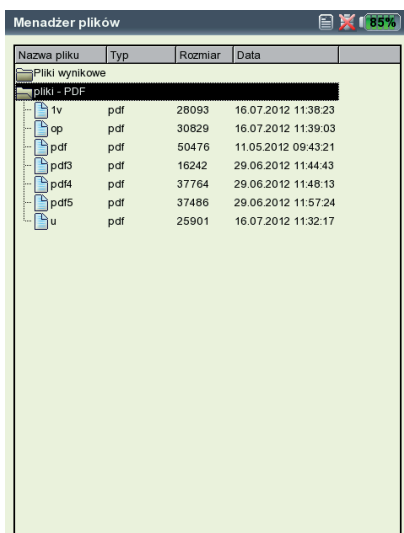 Menadżer plików 85%
Nazwa pliku Typ Rozmiar Data
Pliki wynikowe
pliki - PDF
1v pdf 28093 16.07.2012 11:38:23
op pdf 30829 16.07.2012 11:39:03
pdf pdf 50476 11.05.2012 09:43:21
pdf3 pdf 16242 29.06.2012 11:44:43
pdf4 pdf 37764 29.06.2012 11:48:13
pdf5 pdf 37486 29.06.2012 11:57:24
u pdf 25901 16.07.2012 11:32:17